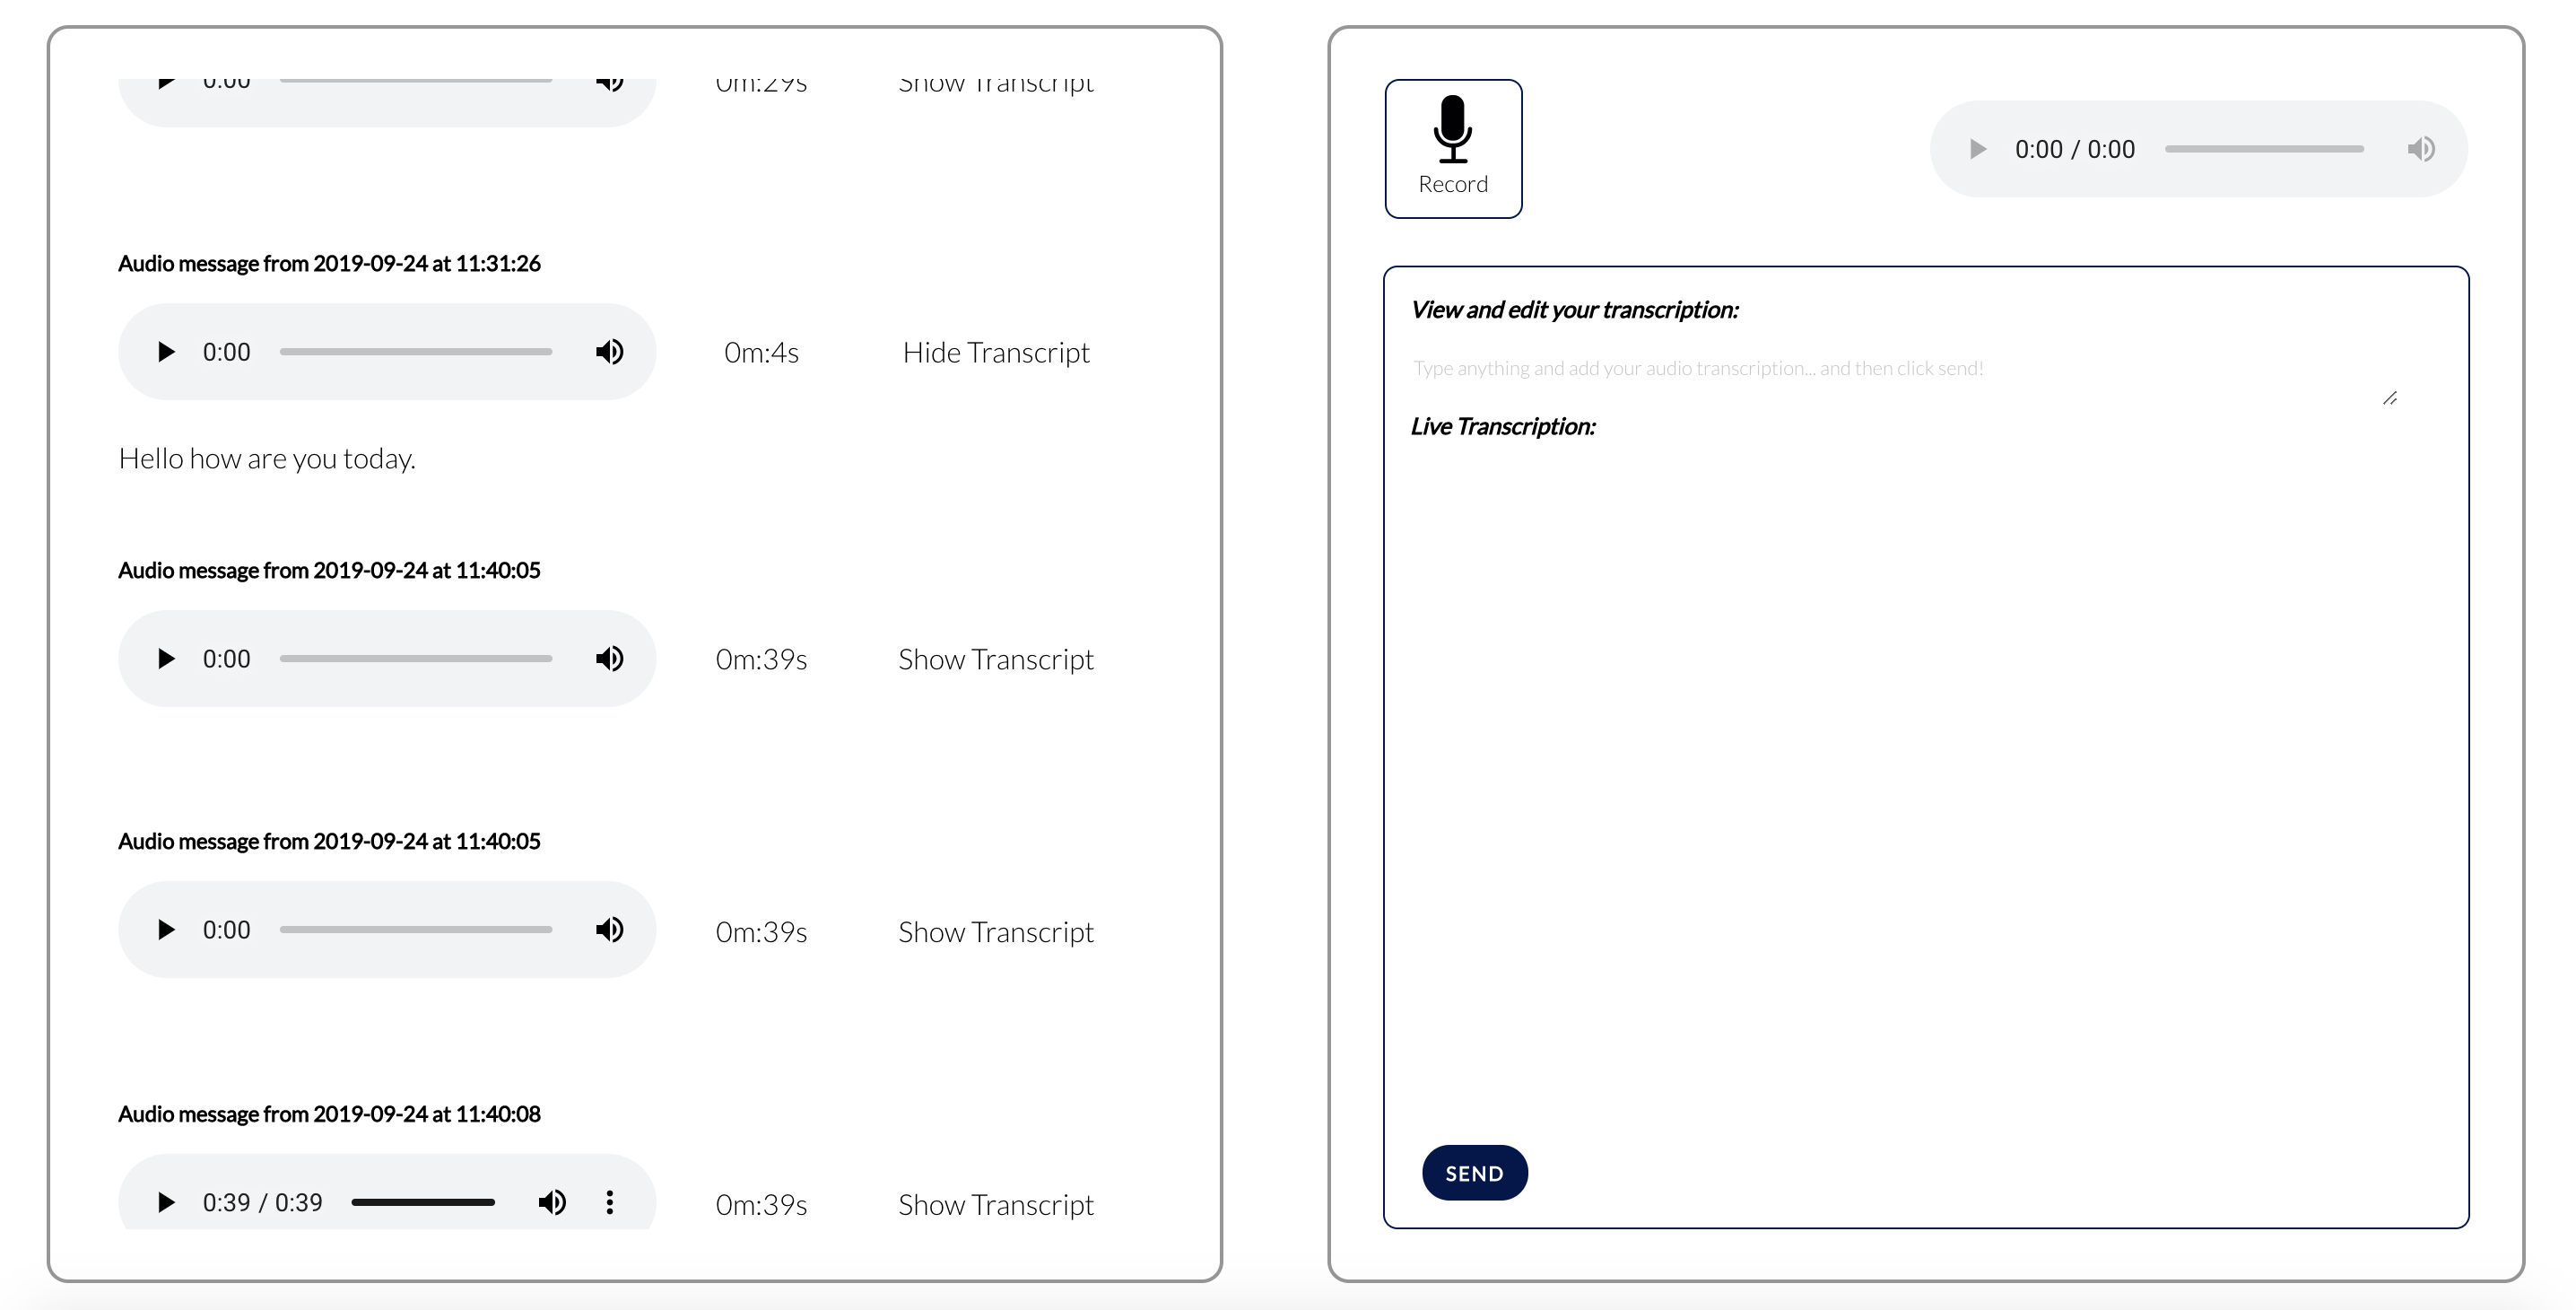 0:00 0m:29s Show Transcript
Audio message from 2019-09-24 at 11:31:26
0:00 0m:4s Hide Transcript
Hello how are you today.
Audio message from 2019-09-24 at 11:40:05
0:00 0m:39s Show Transcript
Audio message from 2019-09-24 at 11:40:05
0:00 0m:39s Show Transcript
Audio message from 2019-09-24 at 11:40:08
0:39 / 0:39 0m:39s Show Transcript
Record
0:00 / 0:00
View and edit your transcription:
Type anything and add your audio transcription... and then click send!
Live Transcription:
SEND